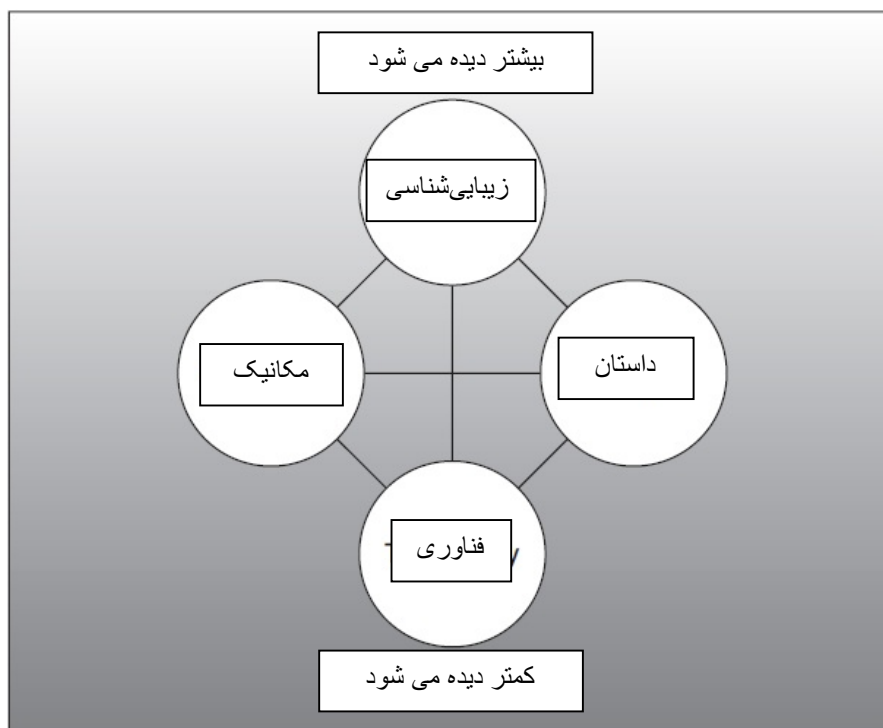 بیشتر دیده می شود
زیبایی‌شناسی
مکانیک
داستان
فناوری
کمتر دیده می شود